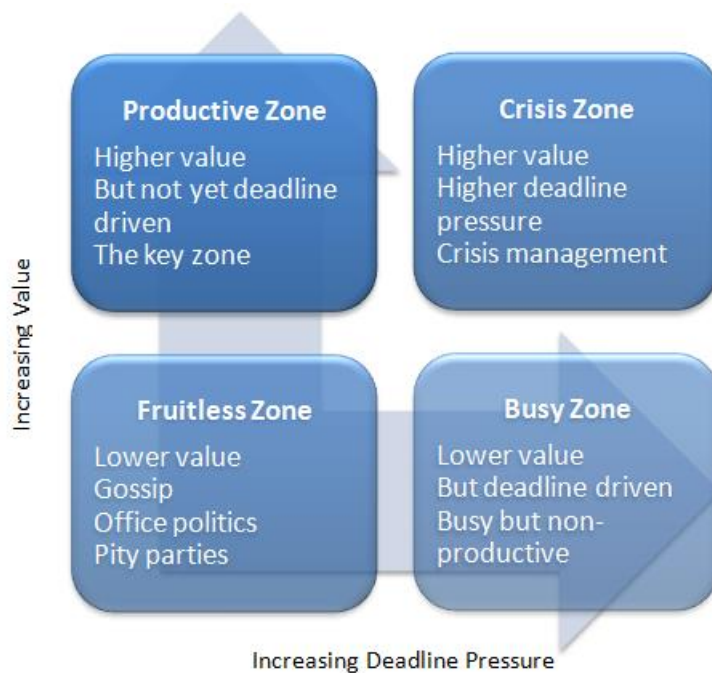 Productive Zone
Higher value
But not yet deadline
driven
The key zone
Crisis Zone
Higher value
Higher deadline
pressure
Crisis management
Increasing Value
Fruitless Zone
Lower value
Gossip
Office politics
Pity parties
Busy Zone
Lower value
But deadline driven
Busy but non-
productive
Increasing Deadline Pressure